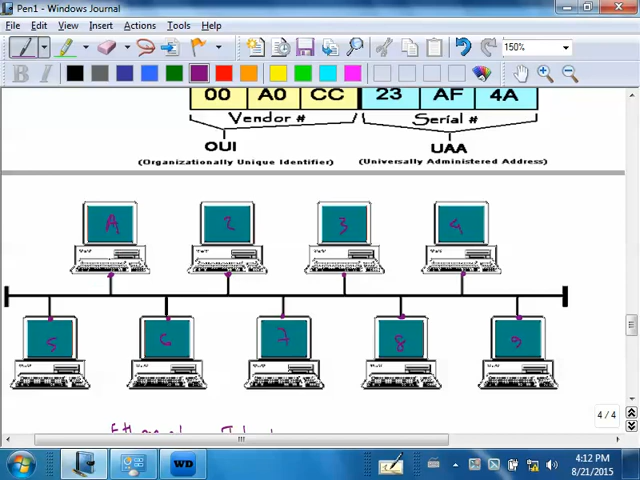 Pen1 - Windows Journal
File Edit View Insert Actions Tools Help
150%
B I
00 A0 CC 23 AF 4A
Vendor # Serial #
OUI UAA
(Organizationally Unique Identifier) (Universally Administered Address)
A 2 3 4
5 6 7 8 9
4 / 4
WD
4:12 PM
8/21/2015